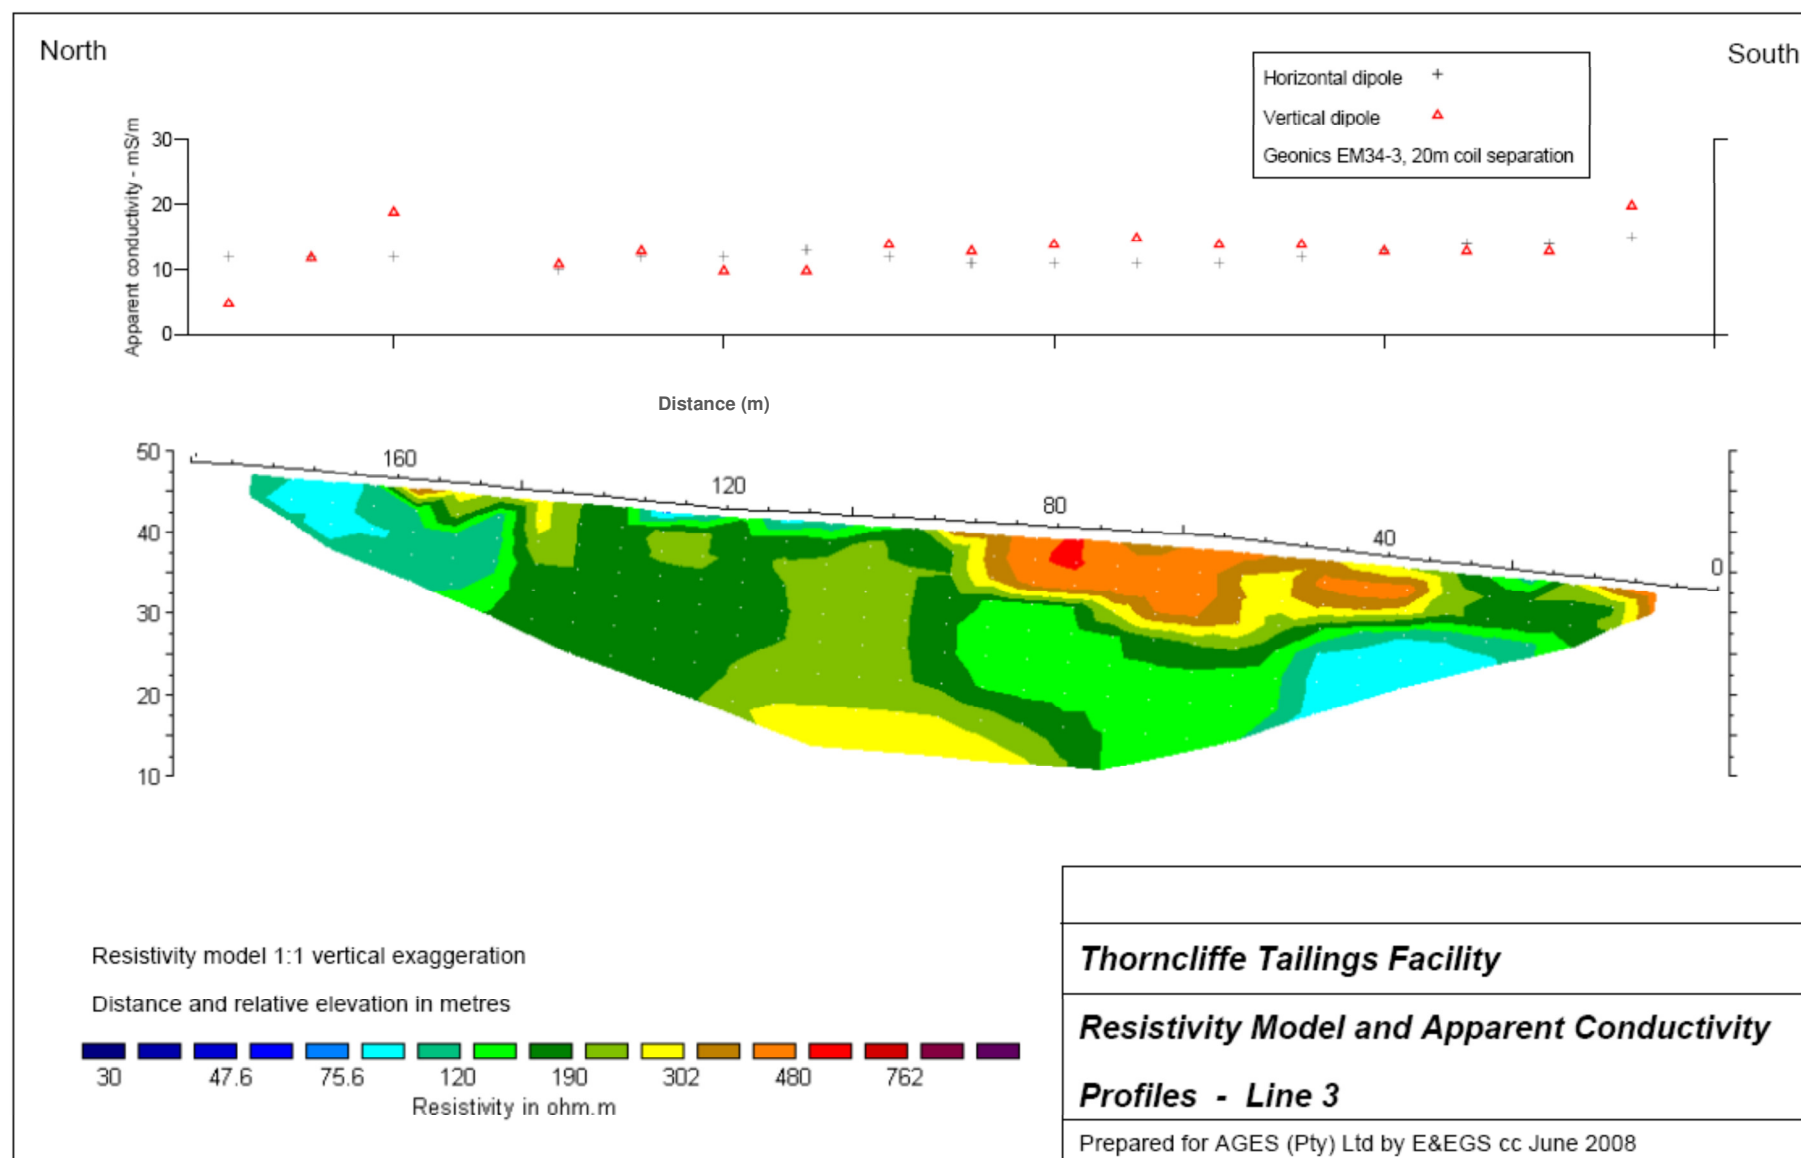 North
South
Horizontal dipole +
Vertical dipole
Geonics EM34-3, 20m coil separation
Apparent conductivity - mS/m
30
20
10
0
Distance (m)
50
40
30
20
10
160
120
80
40
0
Resistivity model 1:1 vertical exaggeration
Distance and relative elevation in metres
30 47.6 75.6 120 190 302 480 762
Resistivity in ohm.m
Thorncliffe Tailings Facility
Resistivity Model and Apparent Conductivity
Profiles - Line 3
Prepared for AGES (Pty) Ltd by E&EGS cc June 2008